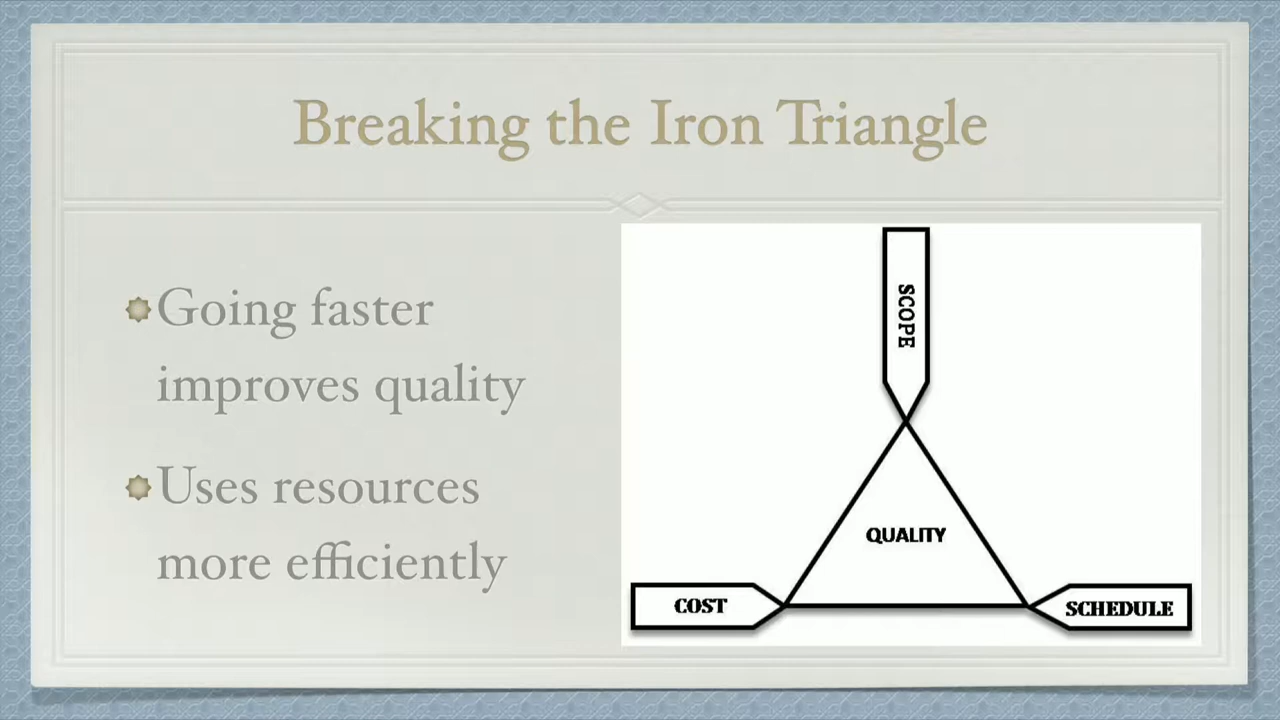 Breaking the Iron Triangle
Going faster
improves quality
Uses resources
more efficiently
SCOPE
QUALITY
COST
SCHEDULE